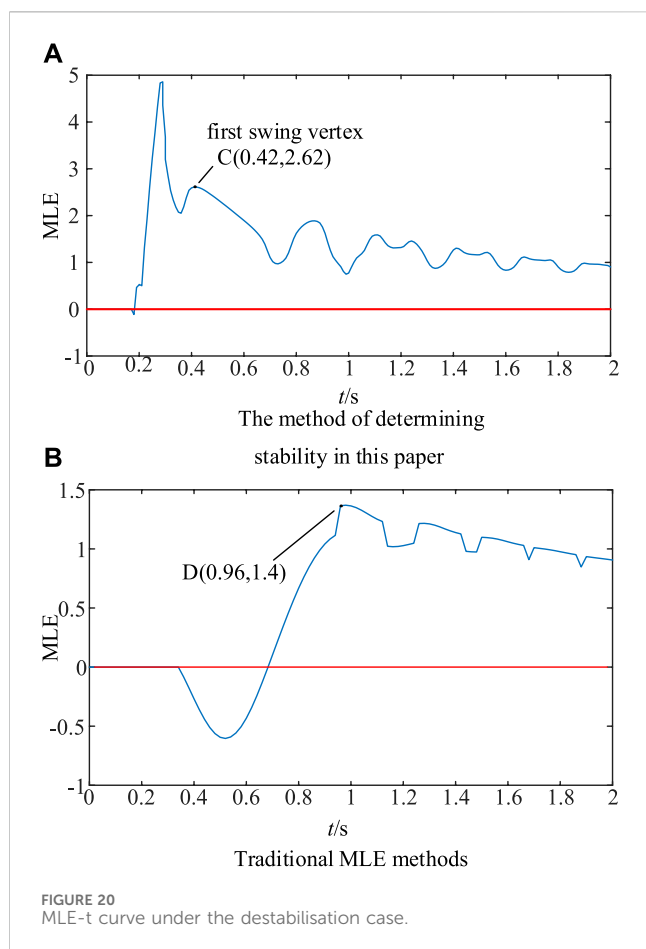 A
5
4
3
2
1
0
-1
MLE
first swing vertex
C(0.42,2.62)
0 0.2 0.4 0.6 0.8 1 1.2 1.4 1.6 1.8 2
t/s
The method of determining
stability in this paper
B
1.5
1
0.5
0
-0.5
-1
MLE
D(0.96,1.4)
0 0.2 0.4 0.6 0.8 1 1.2 1.4 1.6 1.8 2
t/s
Traditional MLE methods
FIGURE 20
MLE-t curve under the destabilisation case.